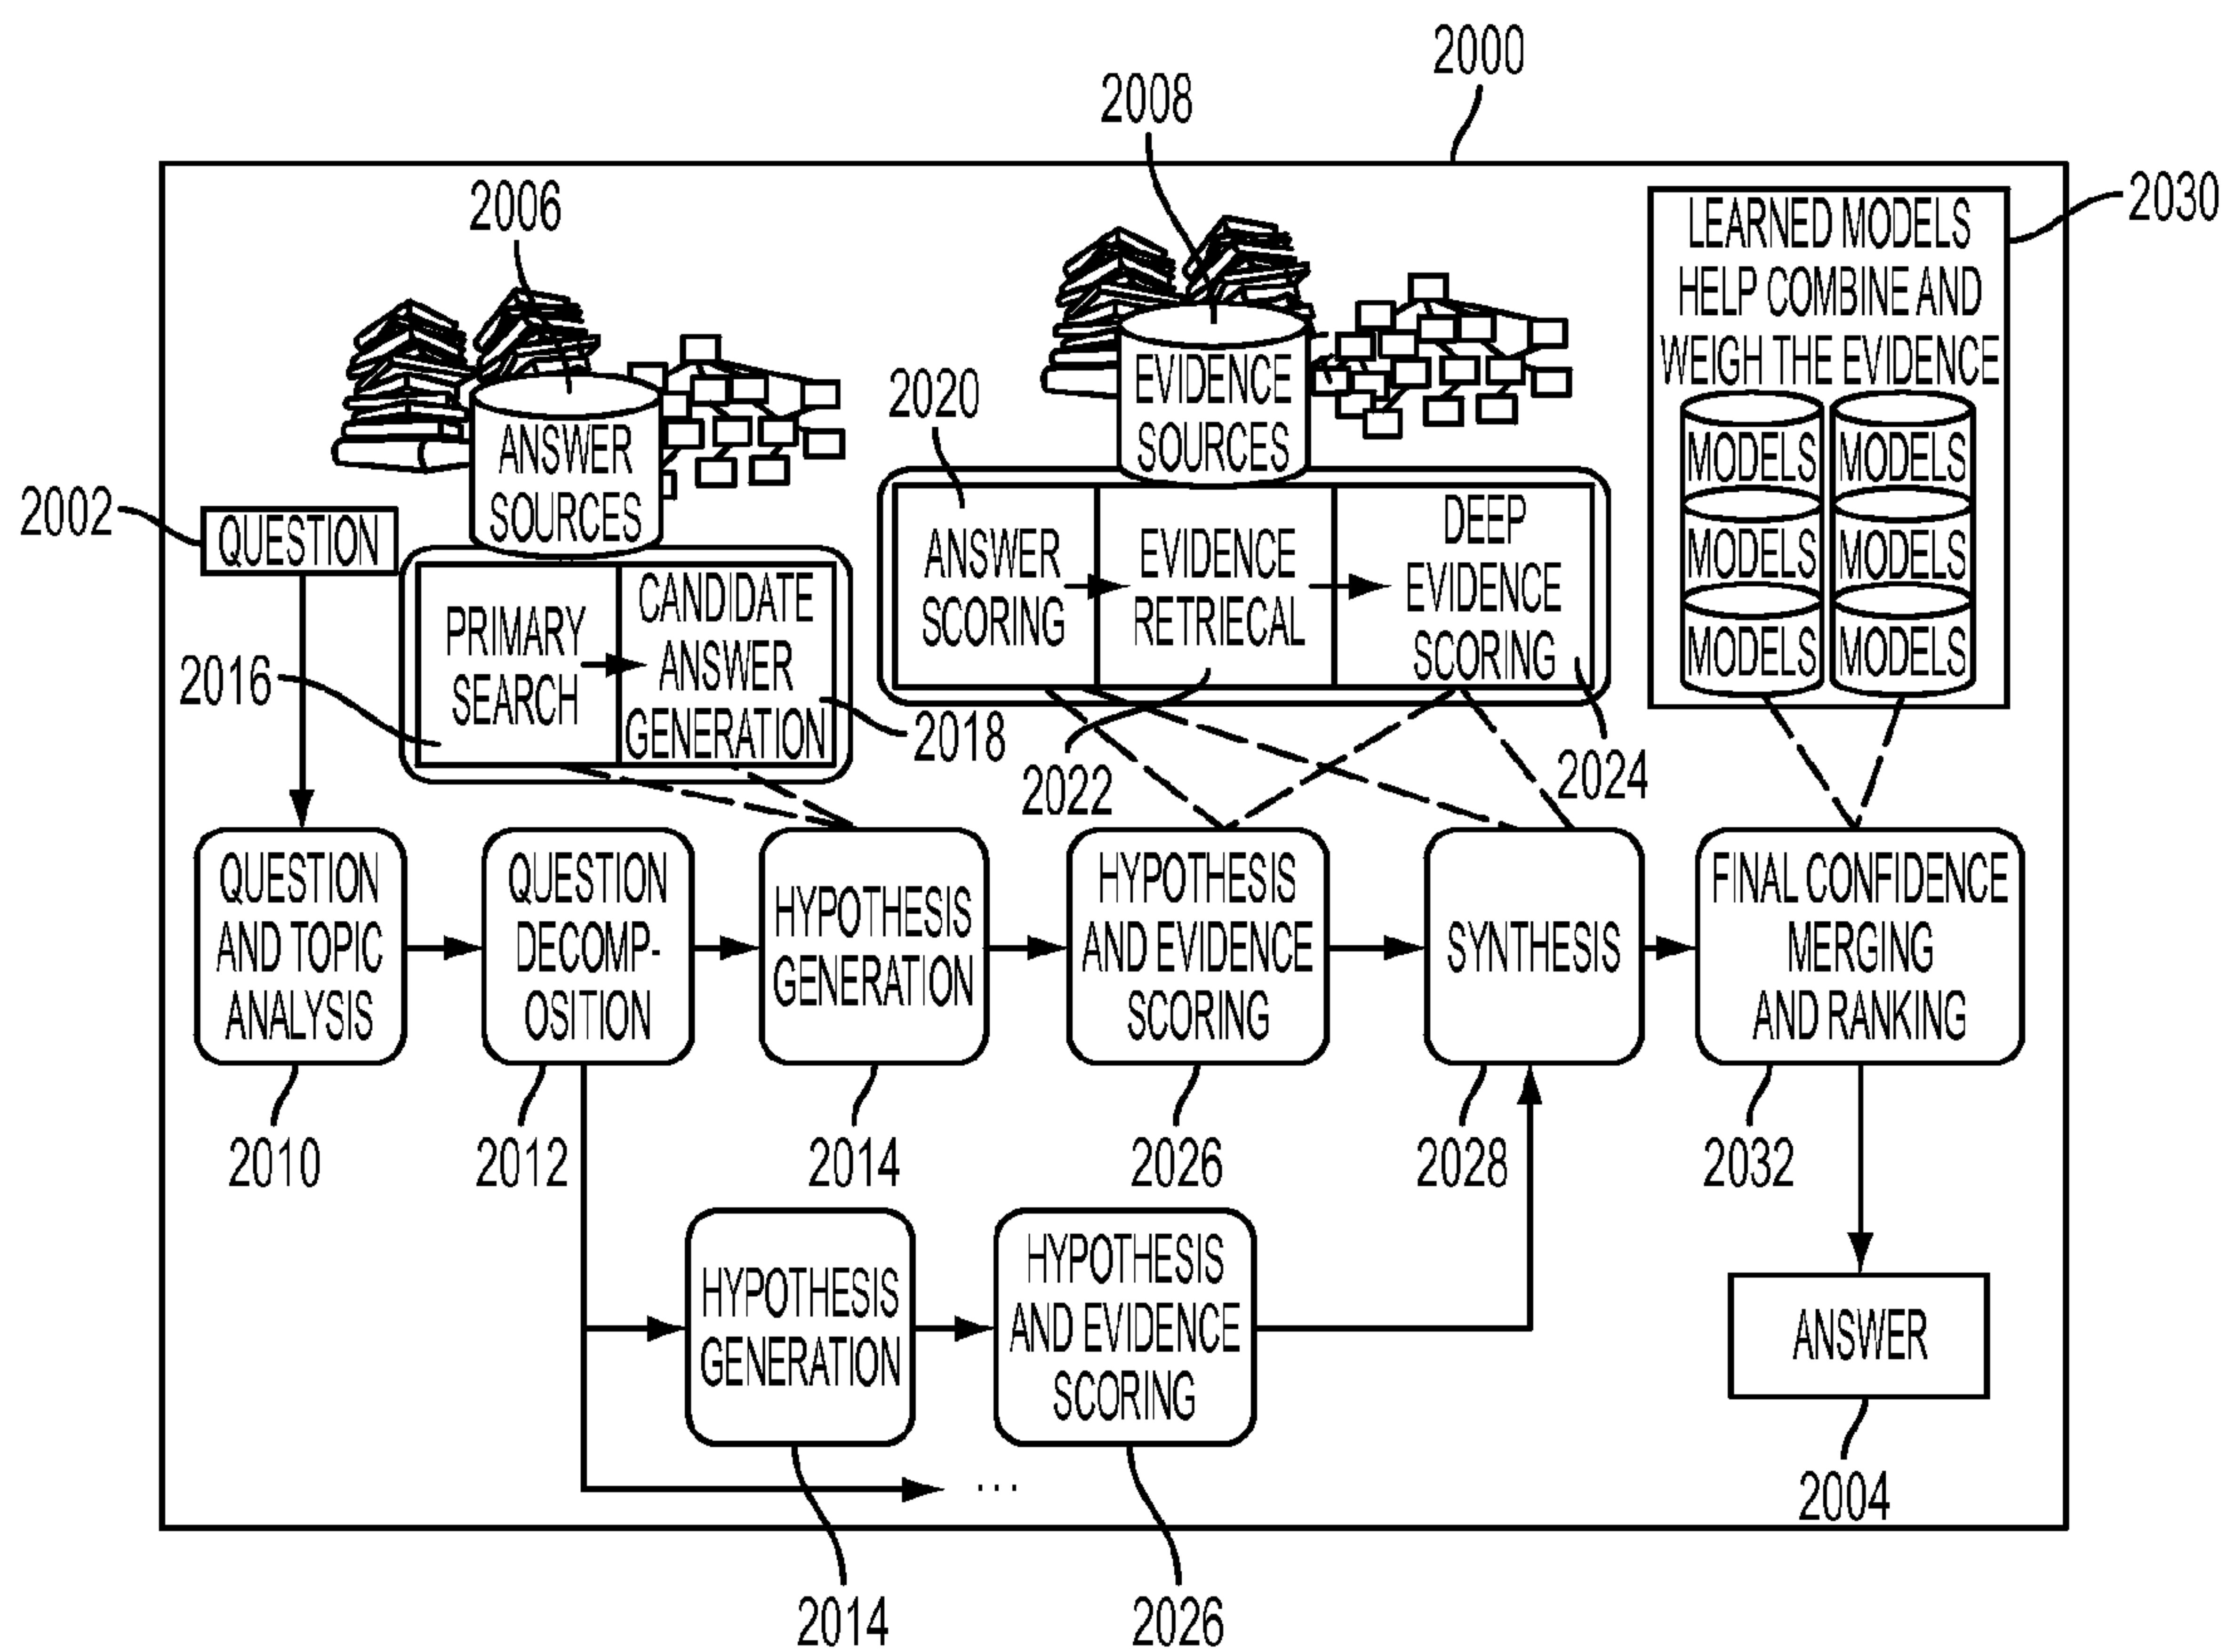 2000
2008
2030
2006
LEARNED MODELS
HELP COMBINE AND
WEIGH THE EVIDENCE
MODELS MODELS
MODELS MODELS
MODELS MODELS
EVIDENCE
SOURCES
2020
ANSWER
SOURCES
2002
QUESTION
PRIMARY
SEARCH
CANDIDATE
ANSWER
GENERATION
2016
2018
ANSWER
SCORING
EVIDENCE
RETRIECAL
DEEP
EVIDENCE
SCORING
2022
2024
QUESTION
AND TOPIC
ANALYSIS
QUESTION
DECOMP-
OSITION
HYPOTHESIS
GENERATION
HYPOTHESIS
AND EVIDENCE
SCORING
SYNTHESIS
FINAL CONFIDENCE
MERGING
AND RANKING
2010
2012
2014
2026
2028
2032
HYPOTHESIS
GENERATION
HYPOTHESIS
AND EVIDENCE
SCORING
ANSWER
...
2004
2014
2026